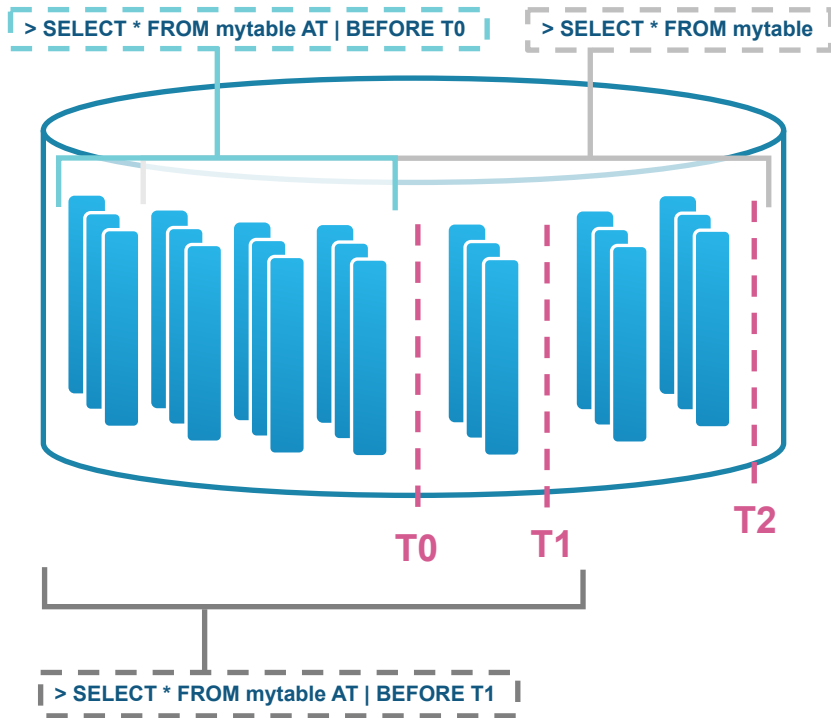 > SELECT * FROM mytable AT | BEFORE T0
> SELECT * FROM mytable
T0
T1
T2
> SELECT * FROM mytable AT | BEFORE T1